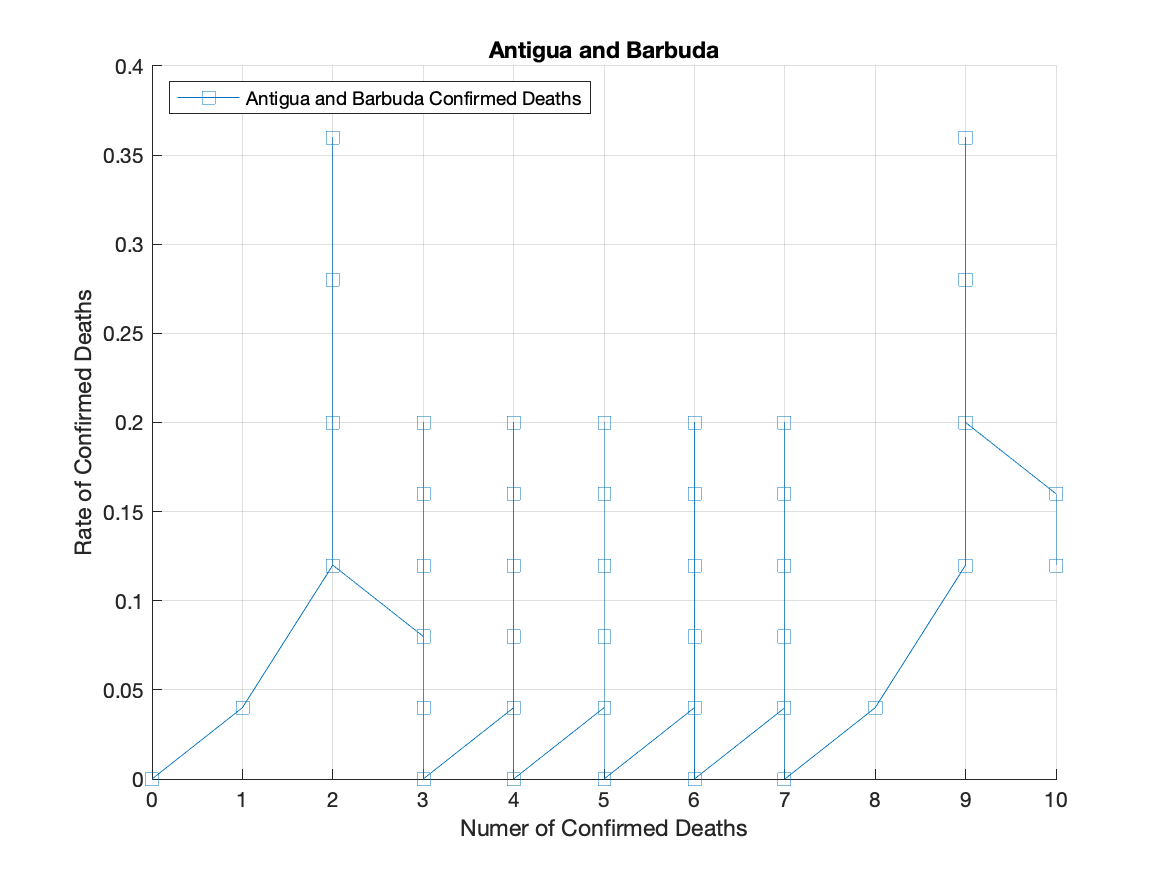 Antigua and Barbuda
Antigua and Barbuda Confirmed Deaths
0.4
0.35
0.3
0.25
0.2
0.15
0.1
0.05
0
Rate of Confirmed Deaths
0 1 2 3 4 5 6 7 8 9 10
Numer of Confirmed Deaths